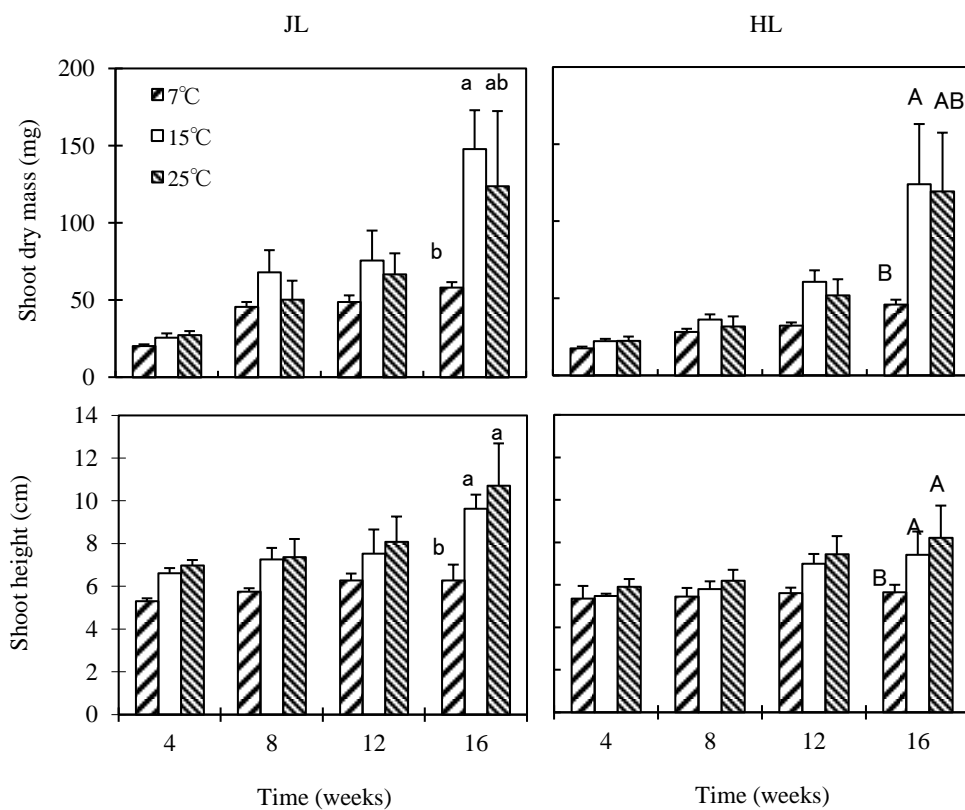 JL
HL
Shoot dry mass (mg)
200
150
100
50
0
7℃
15℃
25℃
b
a
ab
B
A
AB
Shoot height (cm)
14
12
10
8
6
4
2
0
b
a
a
B
A
A
4 8 12 16
4 8 12 16
Time (weeks)
Time (weeks)